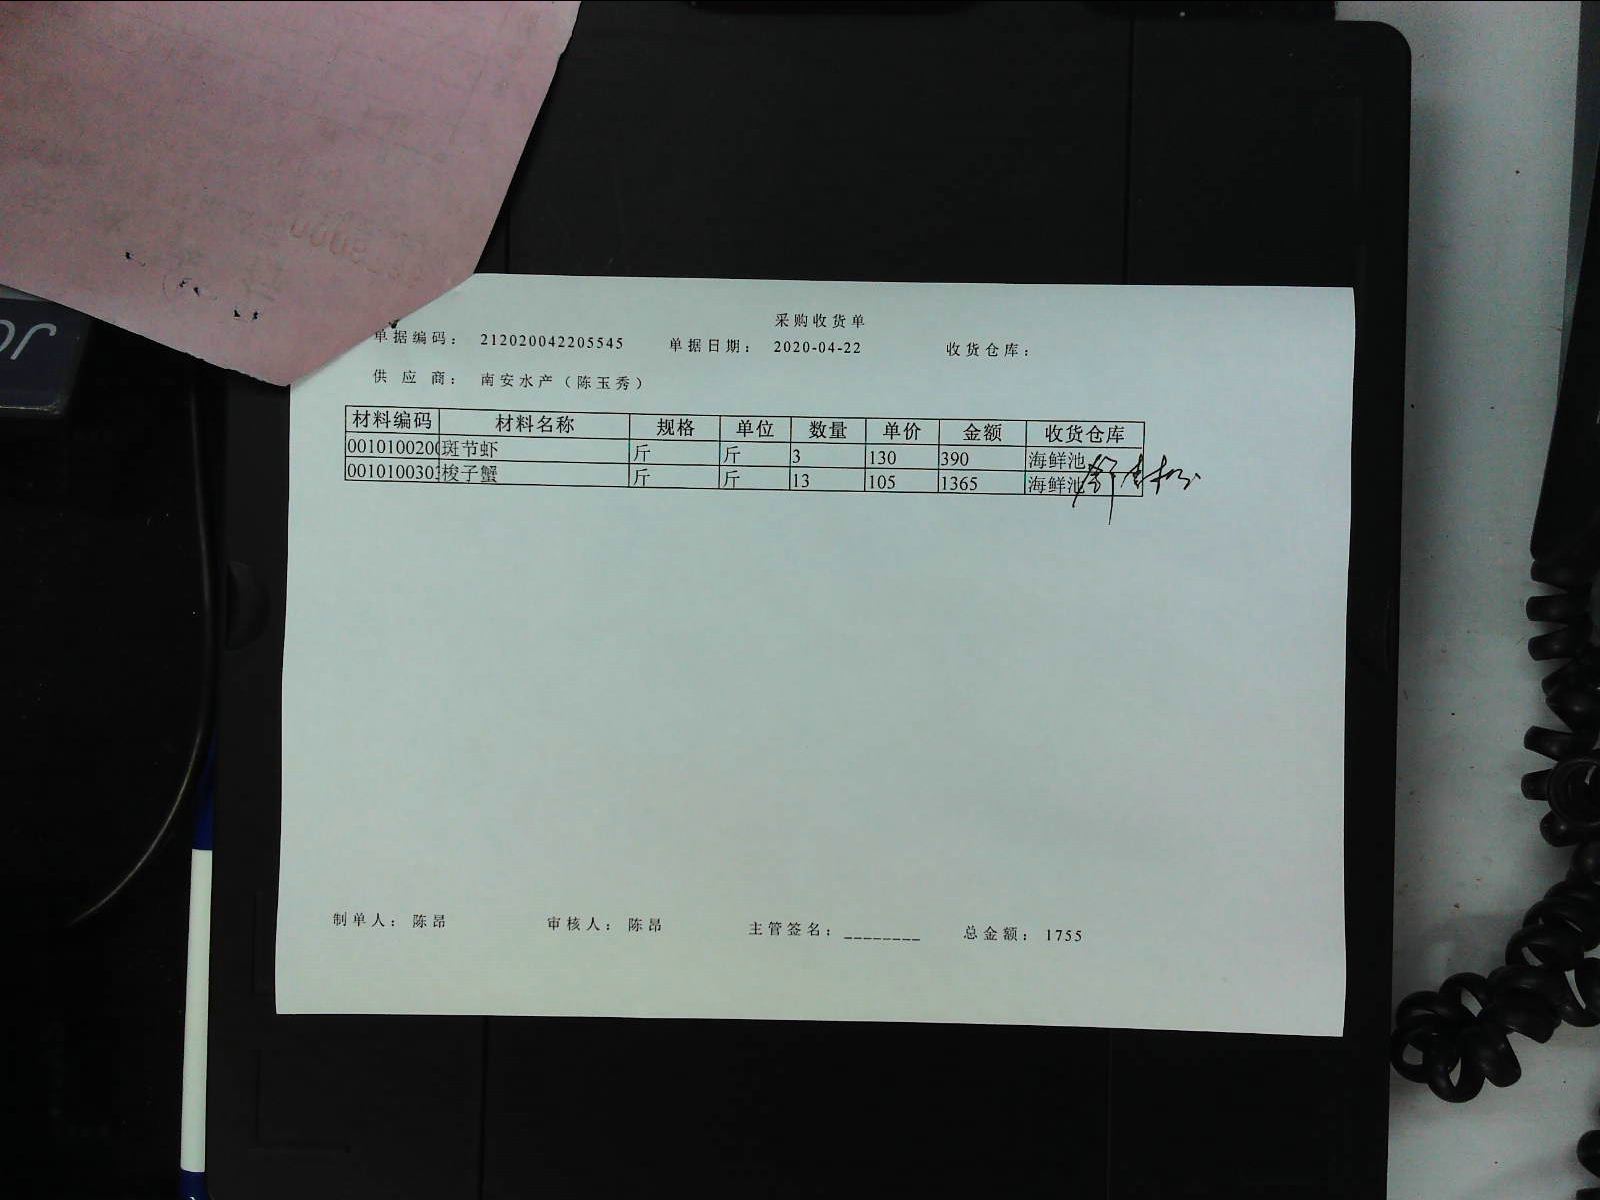 采购收货单
单据编码： 212020042205545 单据日期： 2020-04-22 收货仓库：
供 应 商： 南安水产（陈玉秀）
材料编码 材料名称 规格 单位 数量 单价 金额 收货仓库
0010100200 斑节虾 斤 斤 3 130 390 海鲜池
001010030 梭子蟹 斤 斤 13 105 1365 海鲜池
制单人： 陈昂 审核人： 陈昂 主管签名：________ 总金额： 1755